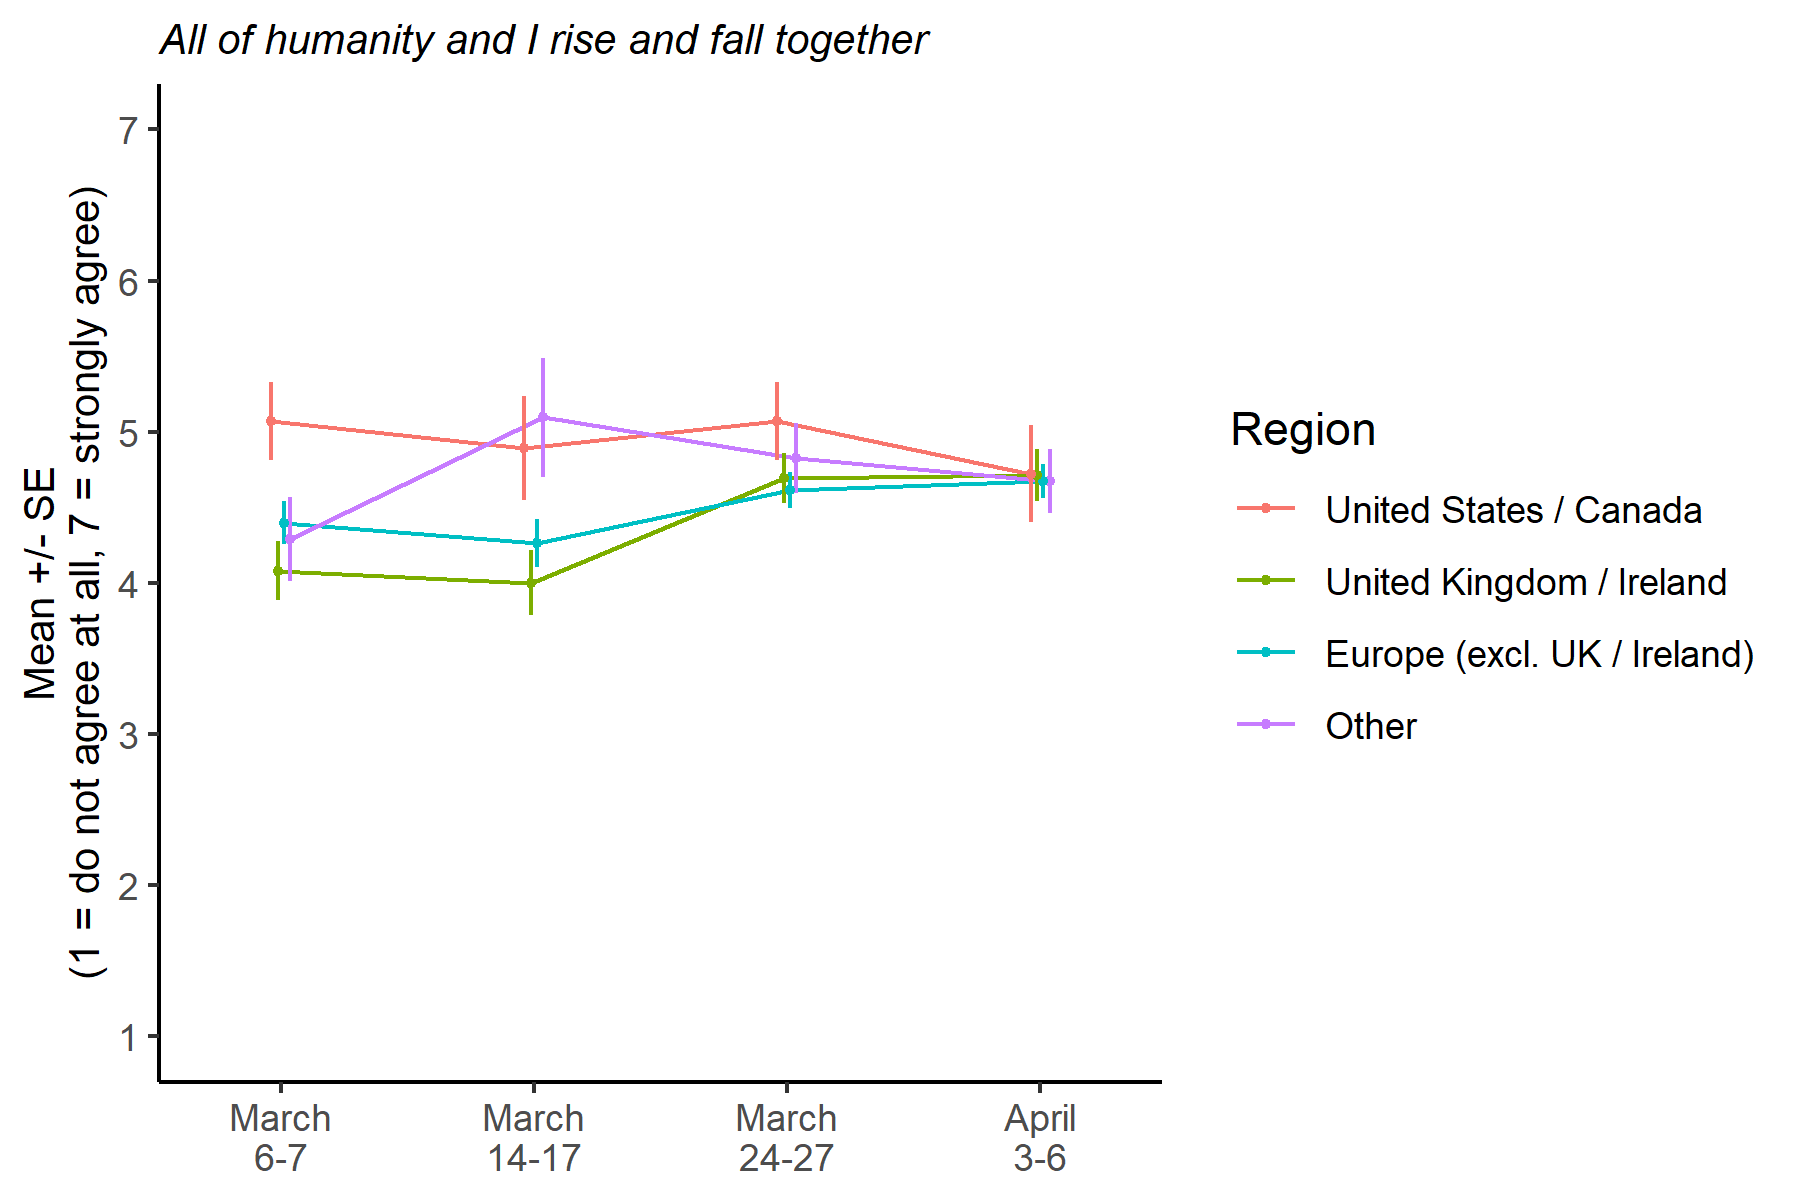 All of humanity and I rise and fall together
Mean +/- SE
(1 = do not agree at all, 7 = strongly agree)
7
6
5
4
3
2
1
March
6-7
March
14-17
March
24-27
April
3-6
Region
United States / Canada
United Kingdom / Ireland
Europe (excl. UK / Ireland)
Other